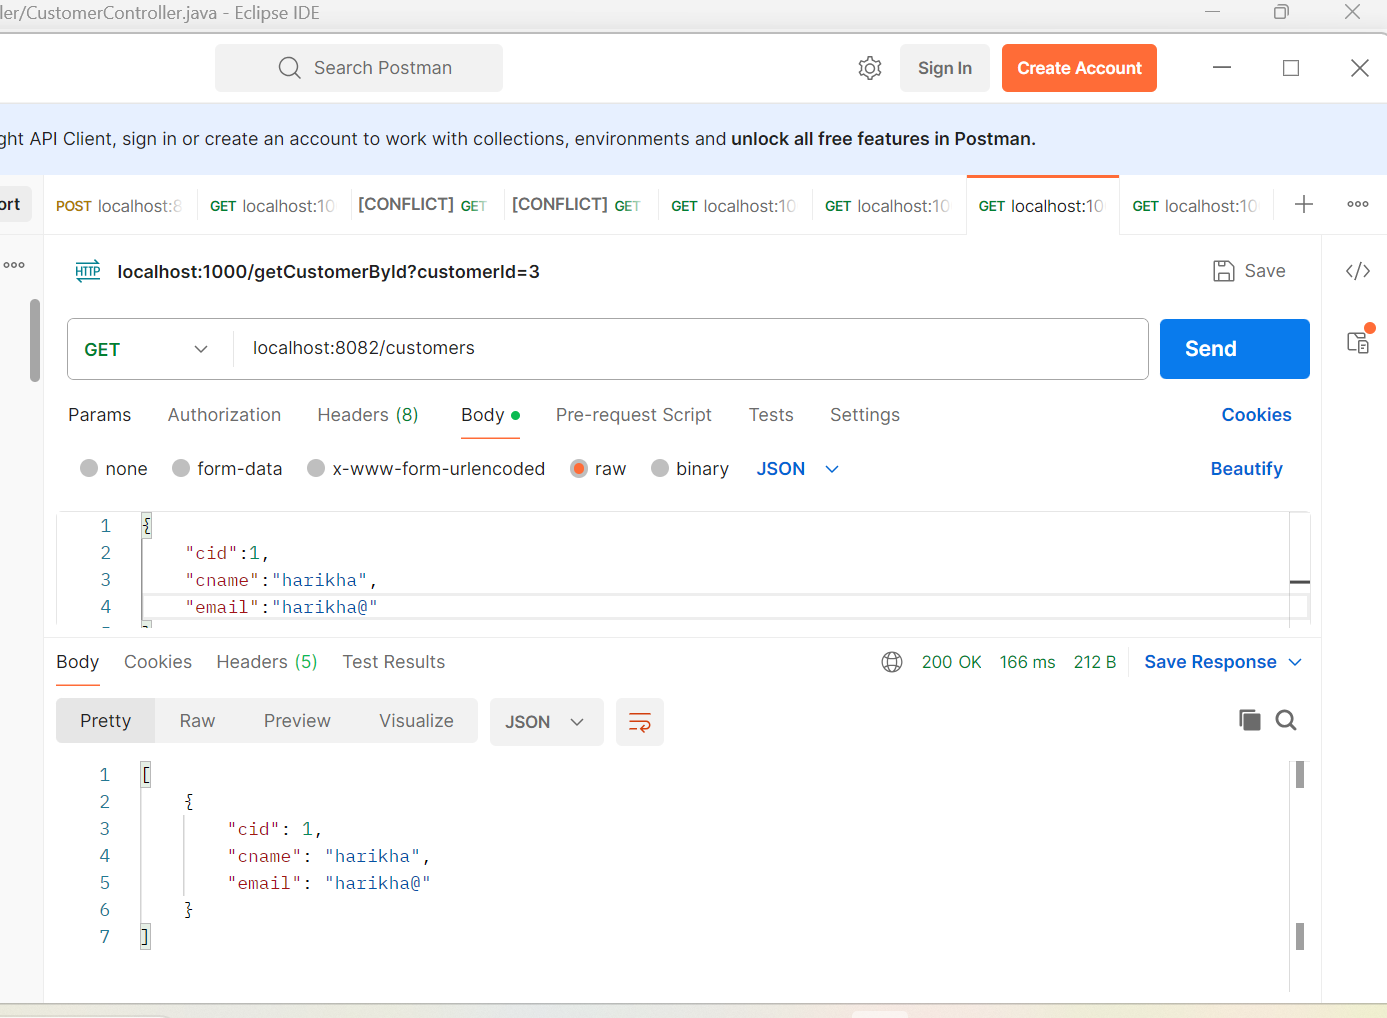 ler/CustomerController.java - Eclipse IDE
Search Postman
Sign In
Create Account
ght API Client, sign in or create an account to work with collections, environments and unlock all free features in Postman.
ort
POST localhost:8
GET localhost:10
[CONFLICT] GET
[CONFLICT] GET
GET localhost:10
GET localhost:10
GET localhost:10
GET localhost:10
HTTP localhost:1000/getCustomerById?customerId=3
Save
</>
GET localhost:8082/customers
Send
Params Authorization Headers (8) Body Pre-request Script Tests Settings Cookies
none form-data x-www-form-urlencoded raw binary JSON Beautify
1 {
2 "cid":1,
3 "cname":"harikha",
4 "email":"harikha@"
Body Cookies Headers (5) Test Results 200 OK 166 ms 212 B Save Response
Pretty Raw Preview Visualize JSON
1 [
2 {
3 "cid": 1,
4 "cname": "harikha",
5 "email": "harikha@"
6 }
7 ]